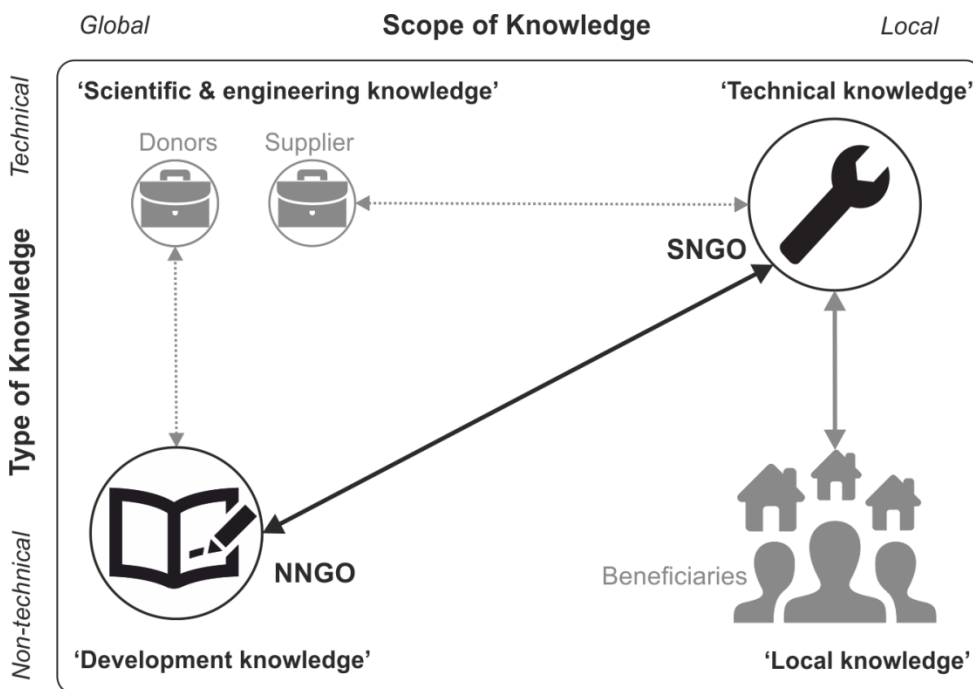 Global
Scope of Knowledge
Local
Technical
Type of Knowledge
Non-technical
‘Scientific & engineering knowledge’
‘Technical knowledge’
Donors
Supplier
SNGO
NNGO
Beneficiaries
‘Development knowledge’
‘Local knowledge’